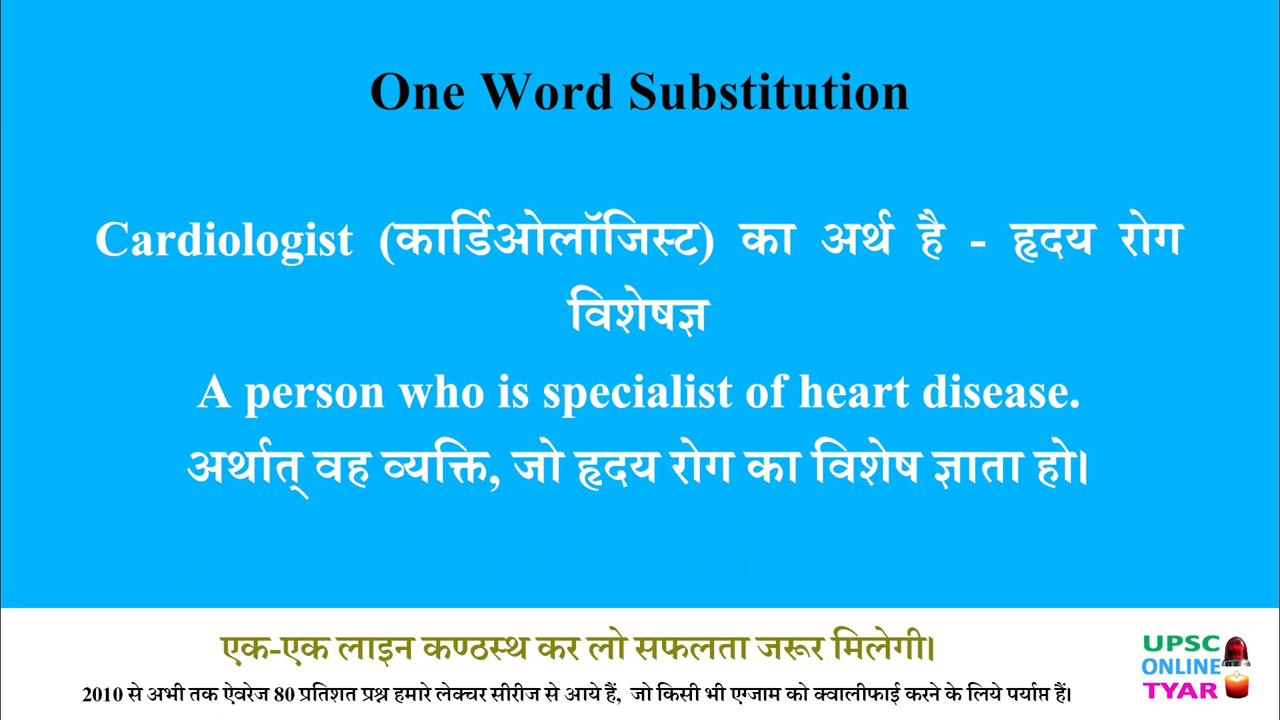 One Word Substitution
Cardiologist (कार्डिओलॉजिस्ट) का अर्थ है - हृदय रोग
विशेषज्ञ
A person who is specialist of heart disease.
अर्थात् वह व्यक्ति, जो हृदय रोग का विशेष ज्ञाता हो।
एक-एक लाइन कण्ठस्थ कर लो सफलता जरूर मिलेगी।
2010 से अभी तक ऐवरेज 80 प्रतिशत प्रश्न हमारे लेक्चर सीरीज से आये हैं, जो किसी भी एग्जाम को क्वालीफाई करने के लिये पर्याप्त हैं।
UPSC
ONLINE
TYAR